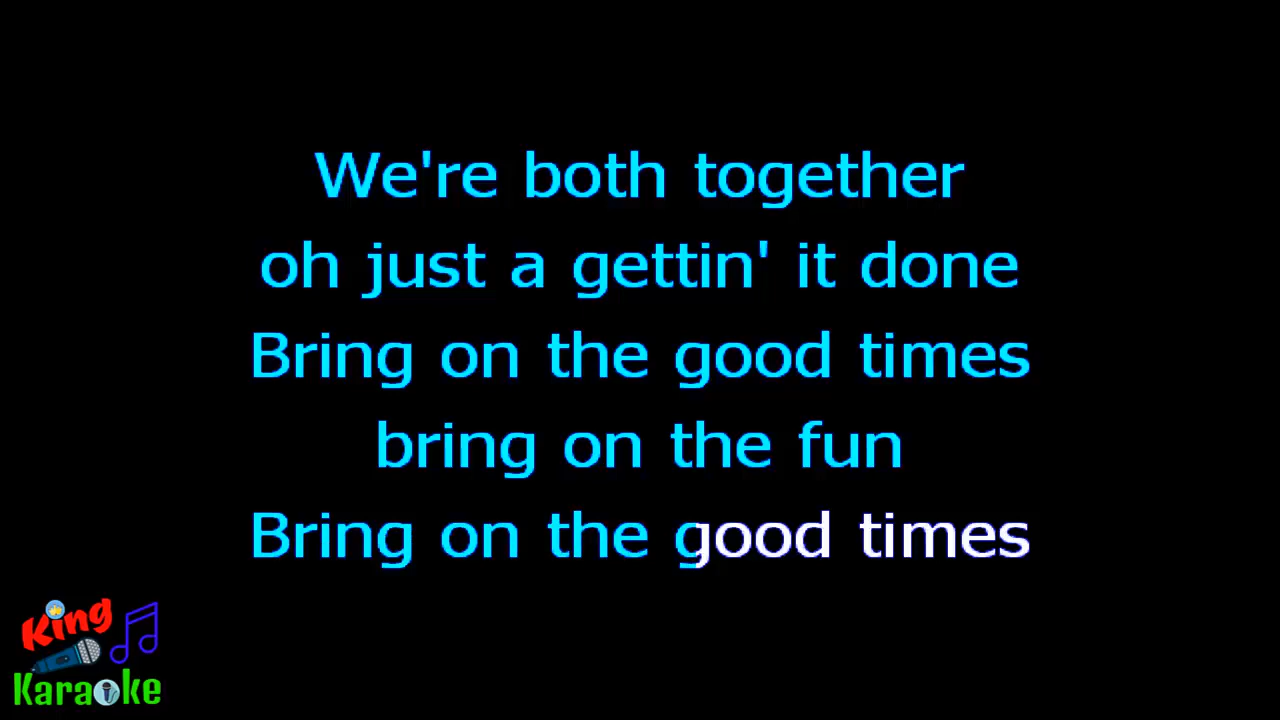 We're both together
oh just a gettin' it done
Bring on the good times
bring on the fun
Bring on the good times
King
Karaoke